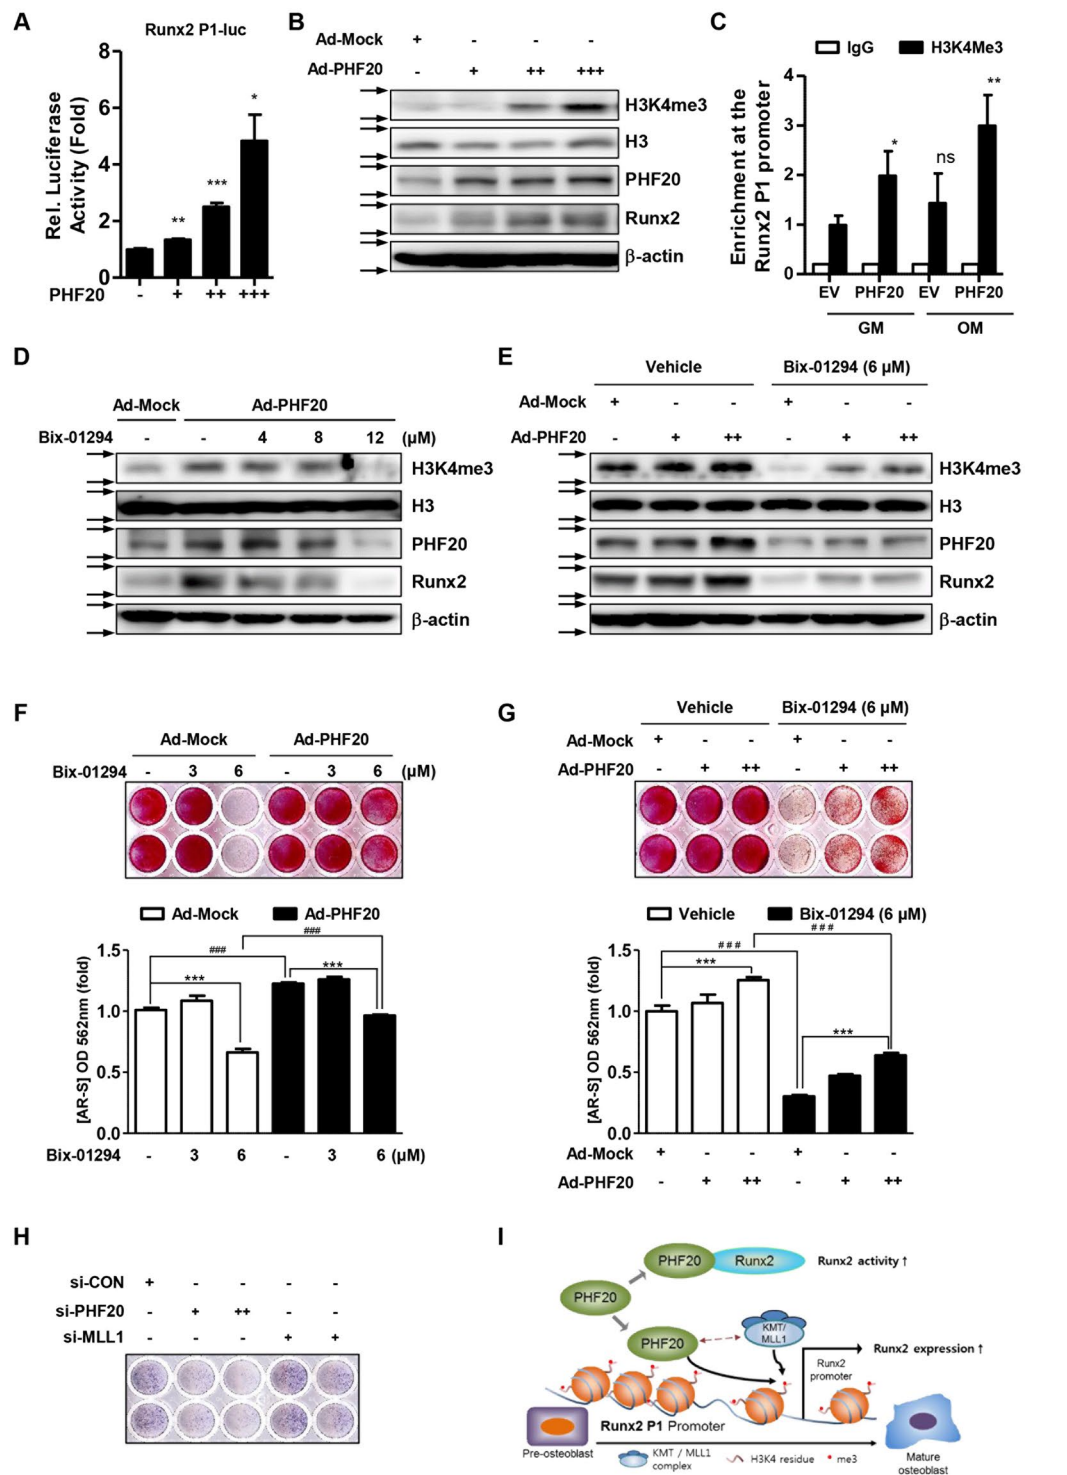 A
Runx2 P1-luc
Rel. Luciferase
Activity (Fold)
8
6
4
2
0
*
***
**
PHF20 - + ++ +++
B
Ad-Mock + - - -
Ad-PHF20 - + ++ +++
H3K4me3
H3
PHF20
Runx2
β-actin
C
IgG H3K4Me3
Enrichment at the
Runx2 P1 promoter
4
3
2
1
0
*
ns
**
EV PHF20 EV PHF20
GM OM
D
Ad-Mock Ad-PHF20
Bix-01294 - - 4 8 12 (μM)
H3K4me3
H3
PHF20
Runx2
β-actin
E
Vehicle Bix-01294 (6 μM)
Ad-Mock + - - + - -
Ad-PHF20 - + ++ - + ++
H3K4me3
H3
PHF20
Runx2
β-actin
F
Ad-Mock Ad-PHF20
Bix-01294 - 3 6 - 3 6 (μM)
Ad-Mock Ad-PHF20
[AR-S] OD 562nm (fold)
1.5
1.0
0.5
0.0
###
###
***
***
Bix-01294 - 3 6 - 3 6 (μM)
G
Vehicle Bix-01294 (6 μM)
Ad-Mock + - - + - -
Ad-PHF20 - + ++ - + ++
Vehicle Bix-01294 (6 μM)
[AR-S] OD 562nm (fold)
1.5
1.0
0.5
0.0
###
###
***
***
Ad-Mock + - - + - -
Ad-PHF20 - + ++ - + ++
H
si-CON + - - - -
si-PHF20 - + ++ - -
si-MLL1 - - - + +
I
PHF20 Runx2 Runx2 activity ↑
PHF20
PHF20
KMT/
MLL1
Runx2 expression ↑
Runx2
promoter
Runx2 P1 Promoter
Pre-osteoblast
KMT / MLL1
complex
H3K4 residue
me3
Mature
osteoblast